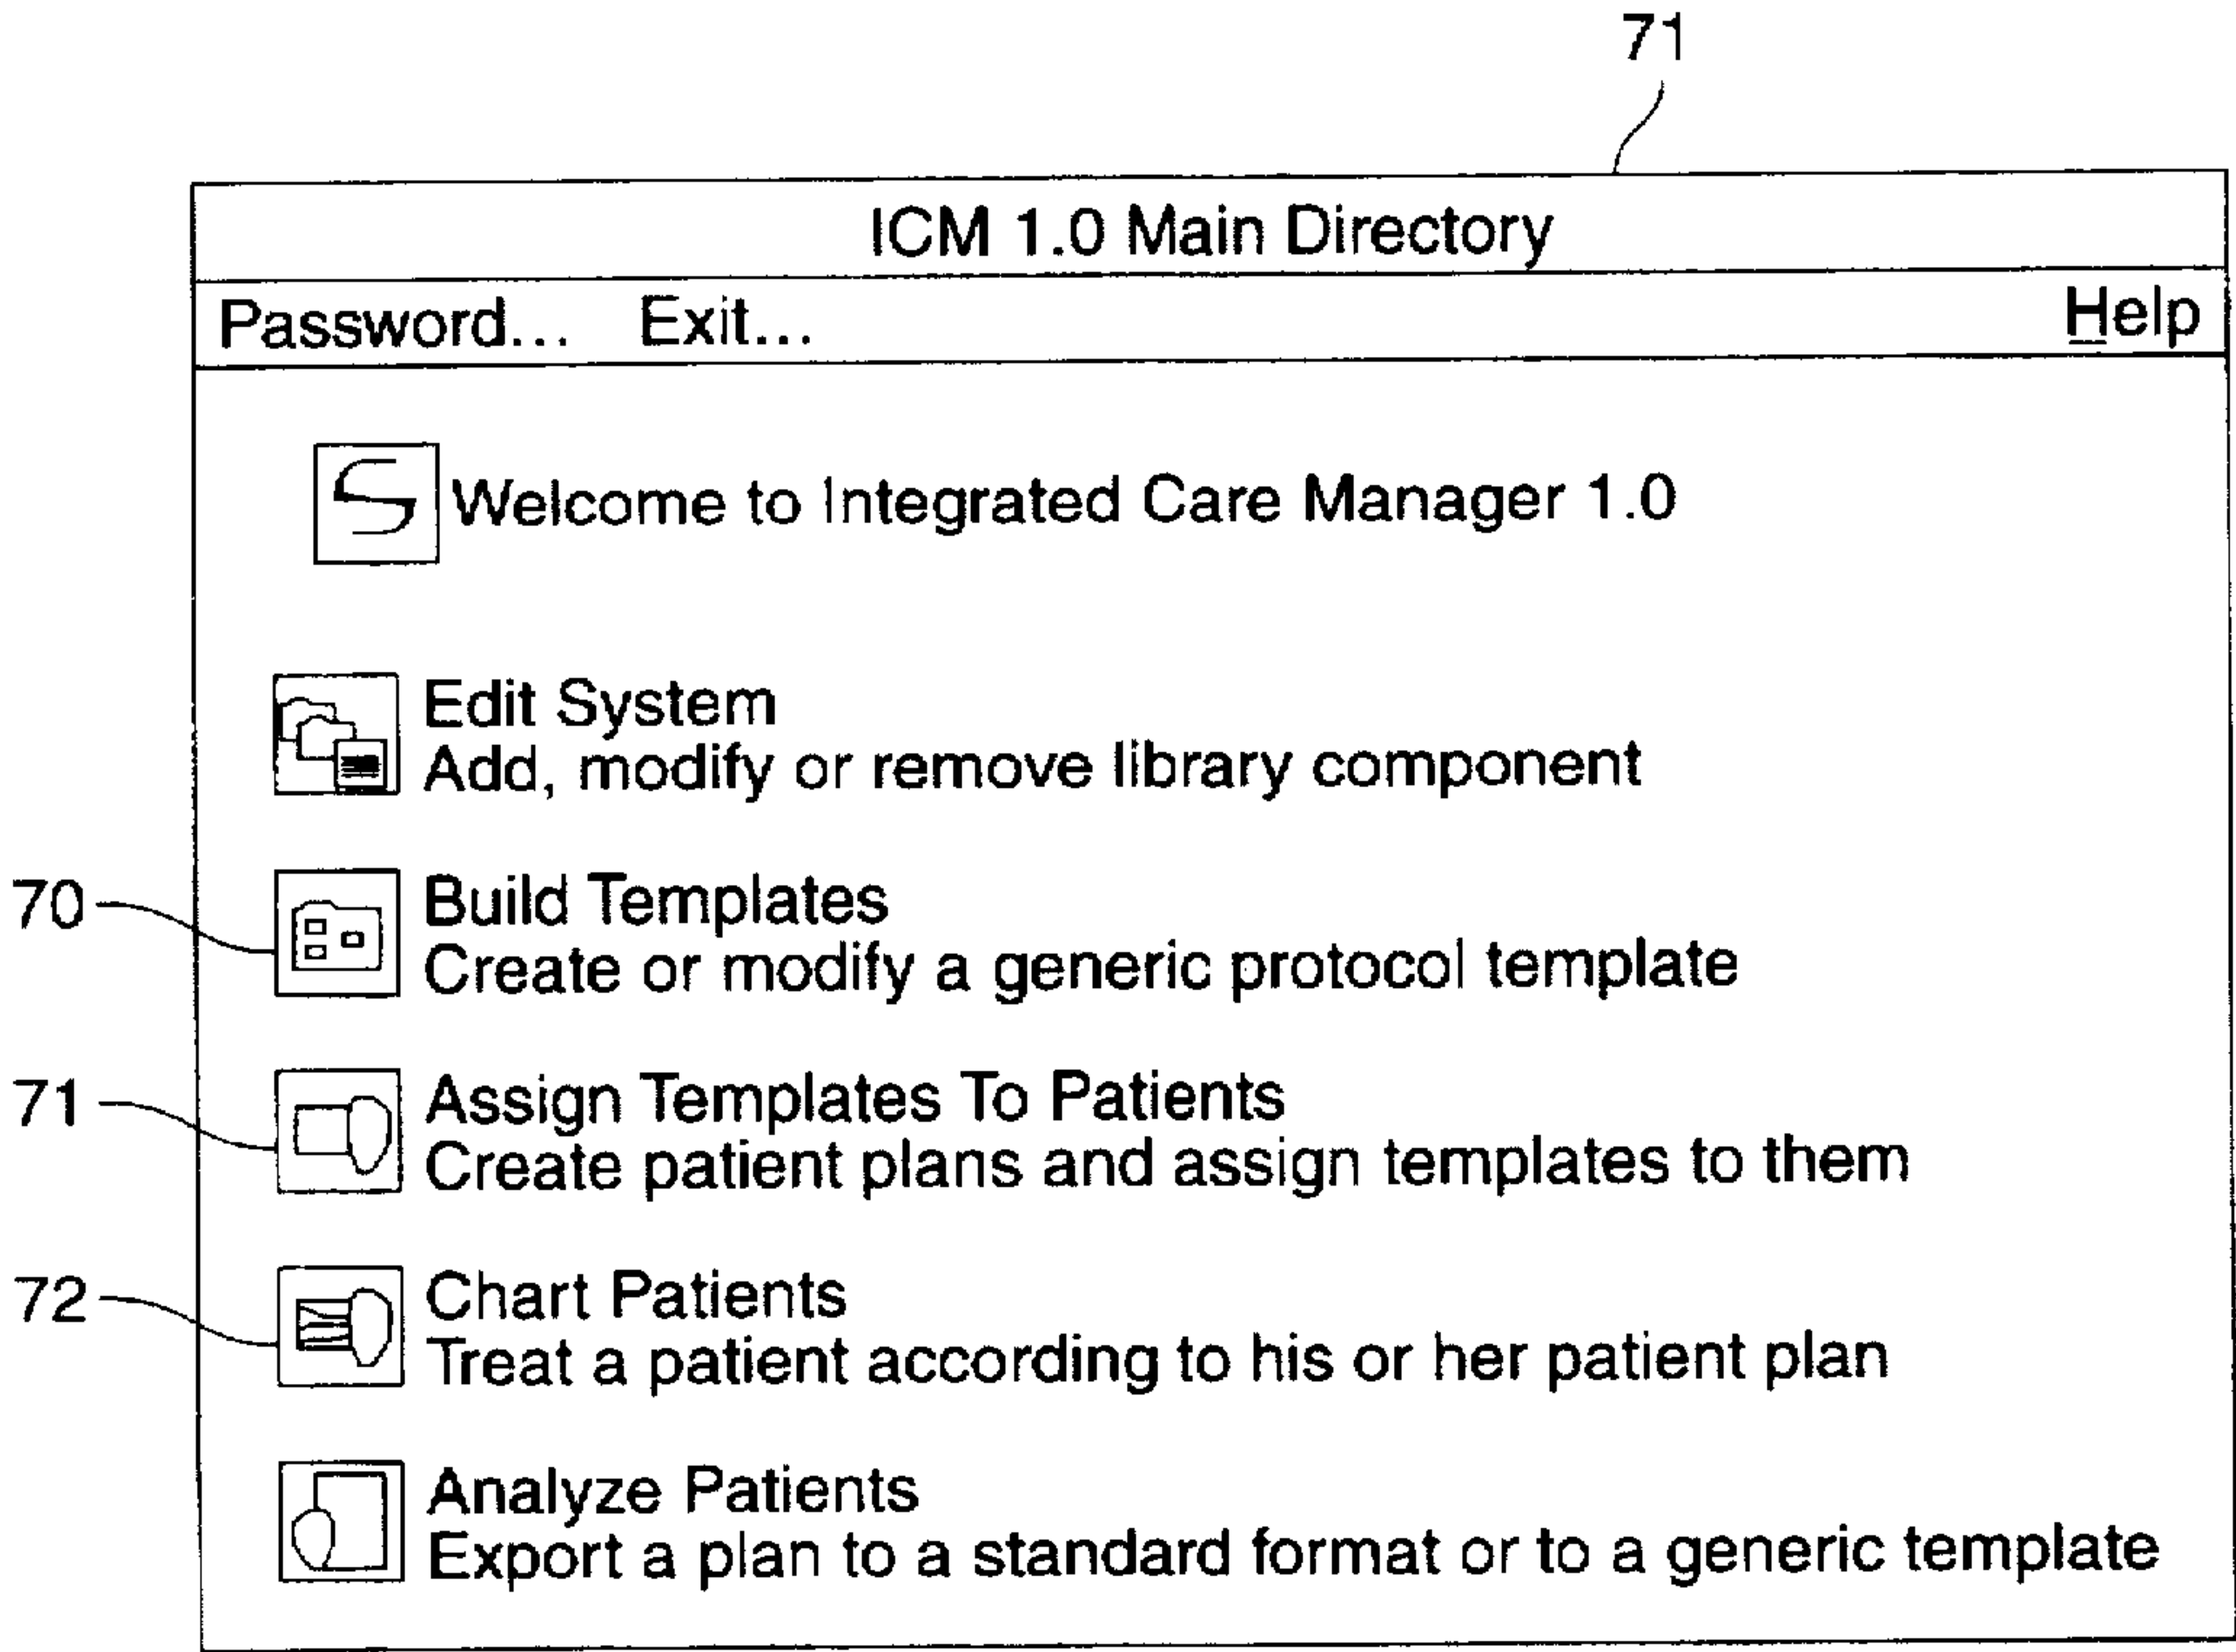 71
ICM 1.0 Main Directory
Password... Exit... Help
S Welcome to Integrated Care Manager 1.0
Edit System
Add, modify or remove library component
70 Build Templates
Create or modify a generic protocol template
71 Assign Templates To Patients
Create patient plans and assign templates to them
72 Chart Patients
Treat a patient according to his or her patient plan
Analyze Patients
Export a plan to a standard format or to a generic template